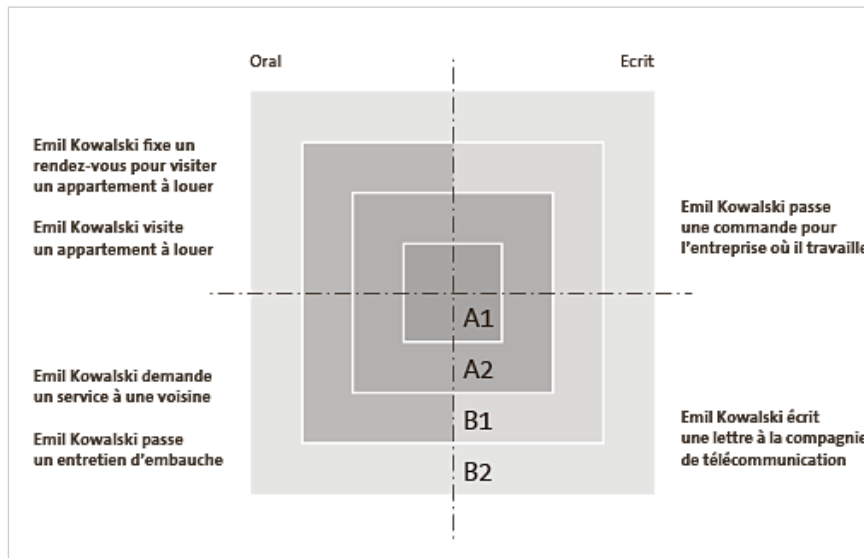 Oral
Ecrit
Emil Kowalski fixe un
rendez-vous pour visiter
un appartement à louer
Emil Kowalski visite
un appartement à louer
Emil Kowalski passe
une commande pour
l'entreprise où il travaille
A1
A2
B1
B2
Emil Kowalski demande
un service à une voisine
Emil Kowalski passe
un entretien d'embauche
Emil Kowalski écrit
une lettre à la compagnie
de télécommunication